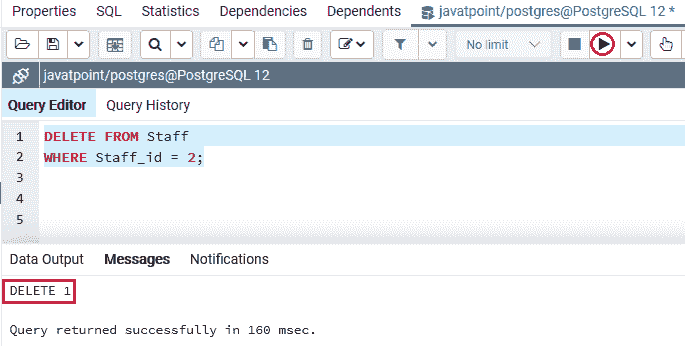 Properties SQL Statistics Dependencies Dependents javatpoint/postgres@PostgreSQL 12 *
No limit
javatpoint/postgres@PostgreSQL 12
Query Editor Query History
1 DELETE FROM Staff
2 WHERE Staff_id = 2;
3
4
5
Data Output Messages Notifications
DELETE 1
Query returned successfully in 160 msec.